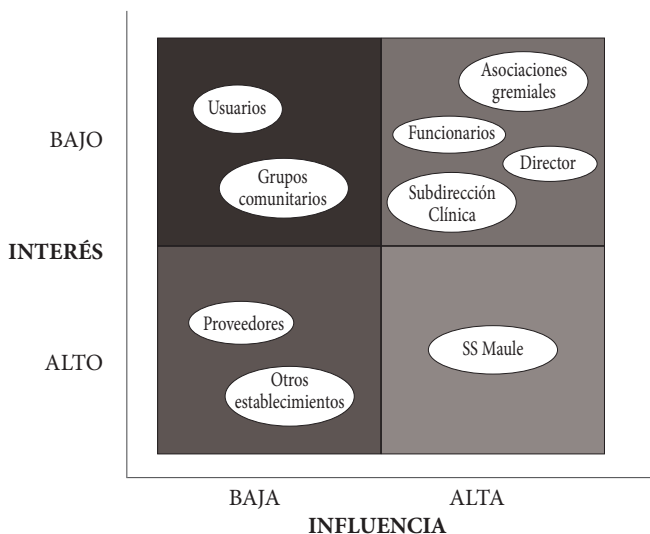 Asociaciones
gremiales
Usuarios
Funcionarios
BAJO
Director
Grupos
comunitarios
Subdirección
Clínica
INTERÉS
Proveedores
SS Maule
ALTO
Otros
establecimientos
BAJA
ALTA
INFLUENCIA